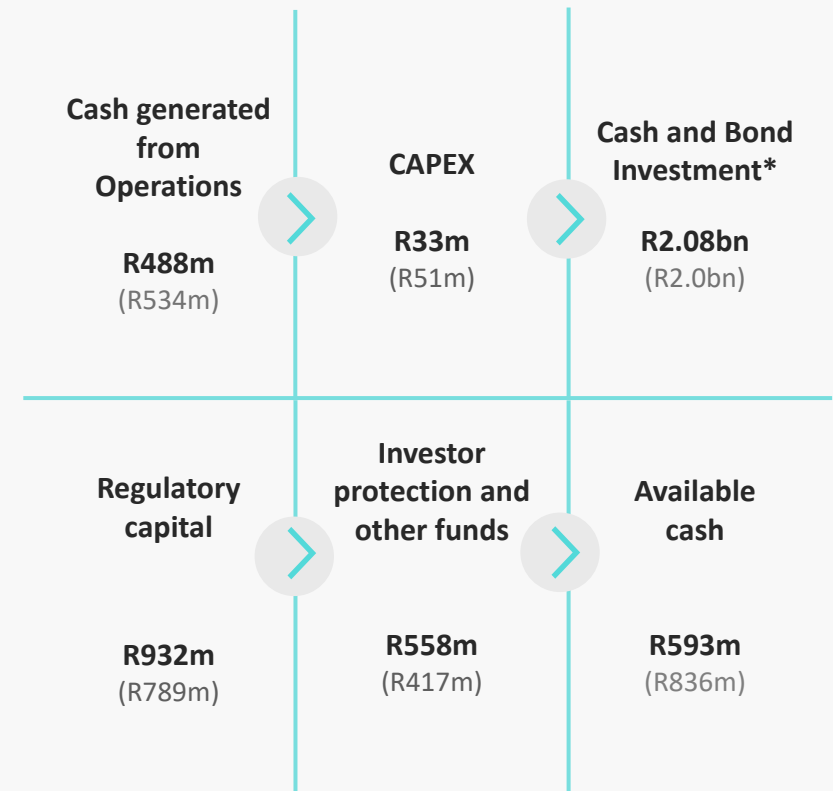 Cash generated
from
Operations
R488m
(R534m)
CAPEX
R33m
(R51m)
Cash and Bond
Investment*
R2.08bn
(R2.0bn)
Regulatory
capital
R932m
(R789m)
Investor
protection and
other funds
R558m
(R417m)
Available
cash
R593m
(R836m)